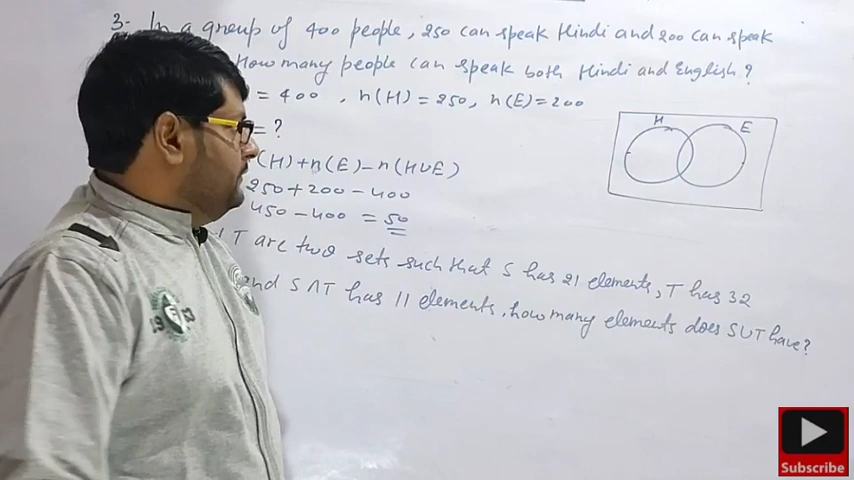 3- In a group of 400 people, 250 can speak Hindi and 200 can speak
How many people can speak both Hindi and English?
= 400, n(H) = 250, n(E) = 200
= ?
(H) + n(E) - n(HUE)
250 + 200 - 400
450 - 400 = 50
H
E
T are two sets such that S has 21 elements, T has 32
and S∩T has 11 elements, how many elements does SUT have?
Subscribe